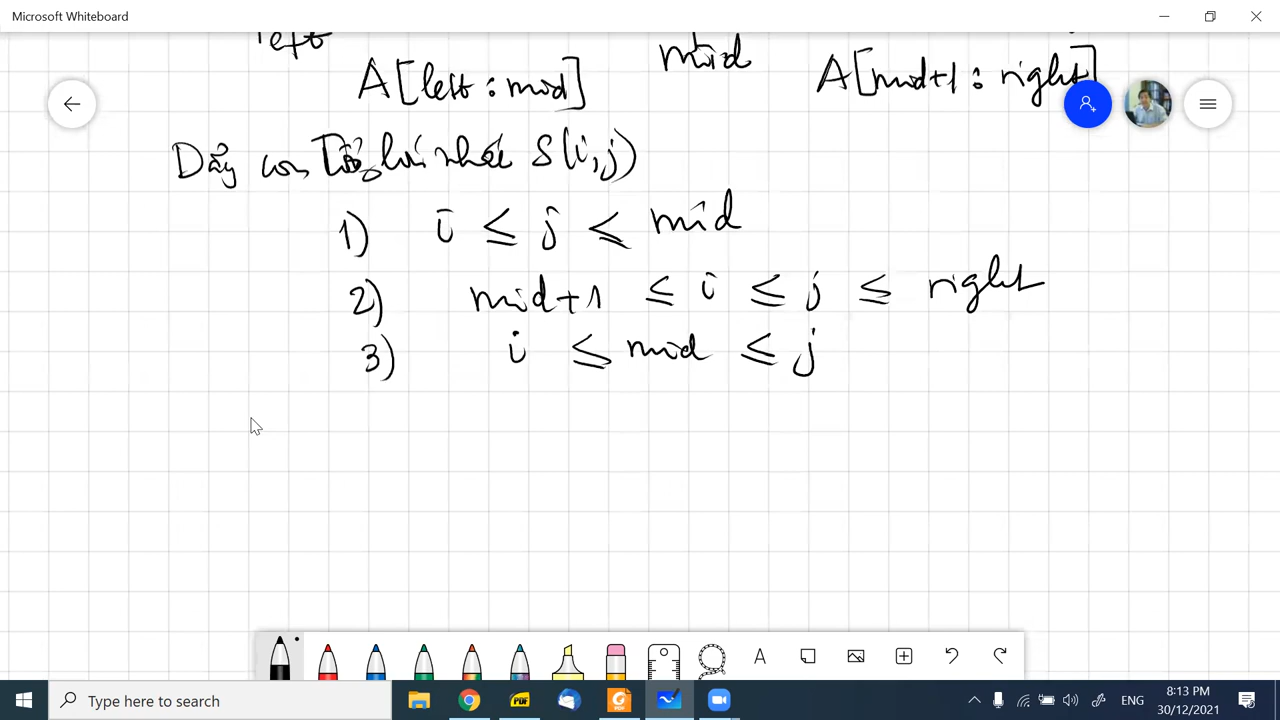 Microsoft Whiteboard
left
mid
A[left : mid]
A[mid+1 : right]
Dãy con Tổng lớn nhất S(i,j)
1) i ≤ j ≤ mid
2) mid+1 ≤ i ≤ j ≤ right
3) i ≤ mid ≤ j
A
Type here to search
PDF
ENG
8:13 PM
30/12/2021